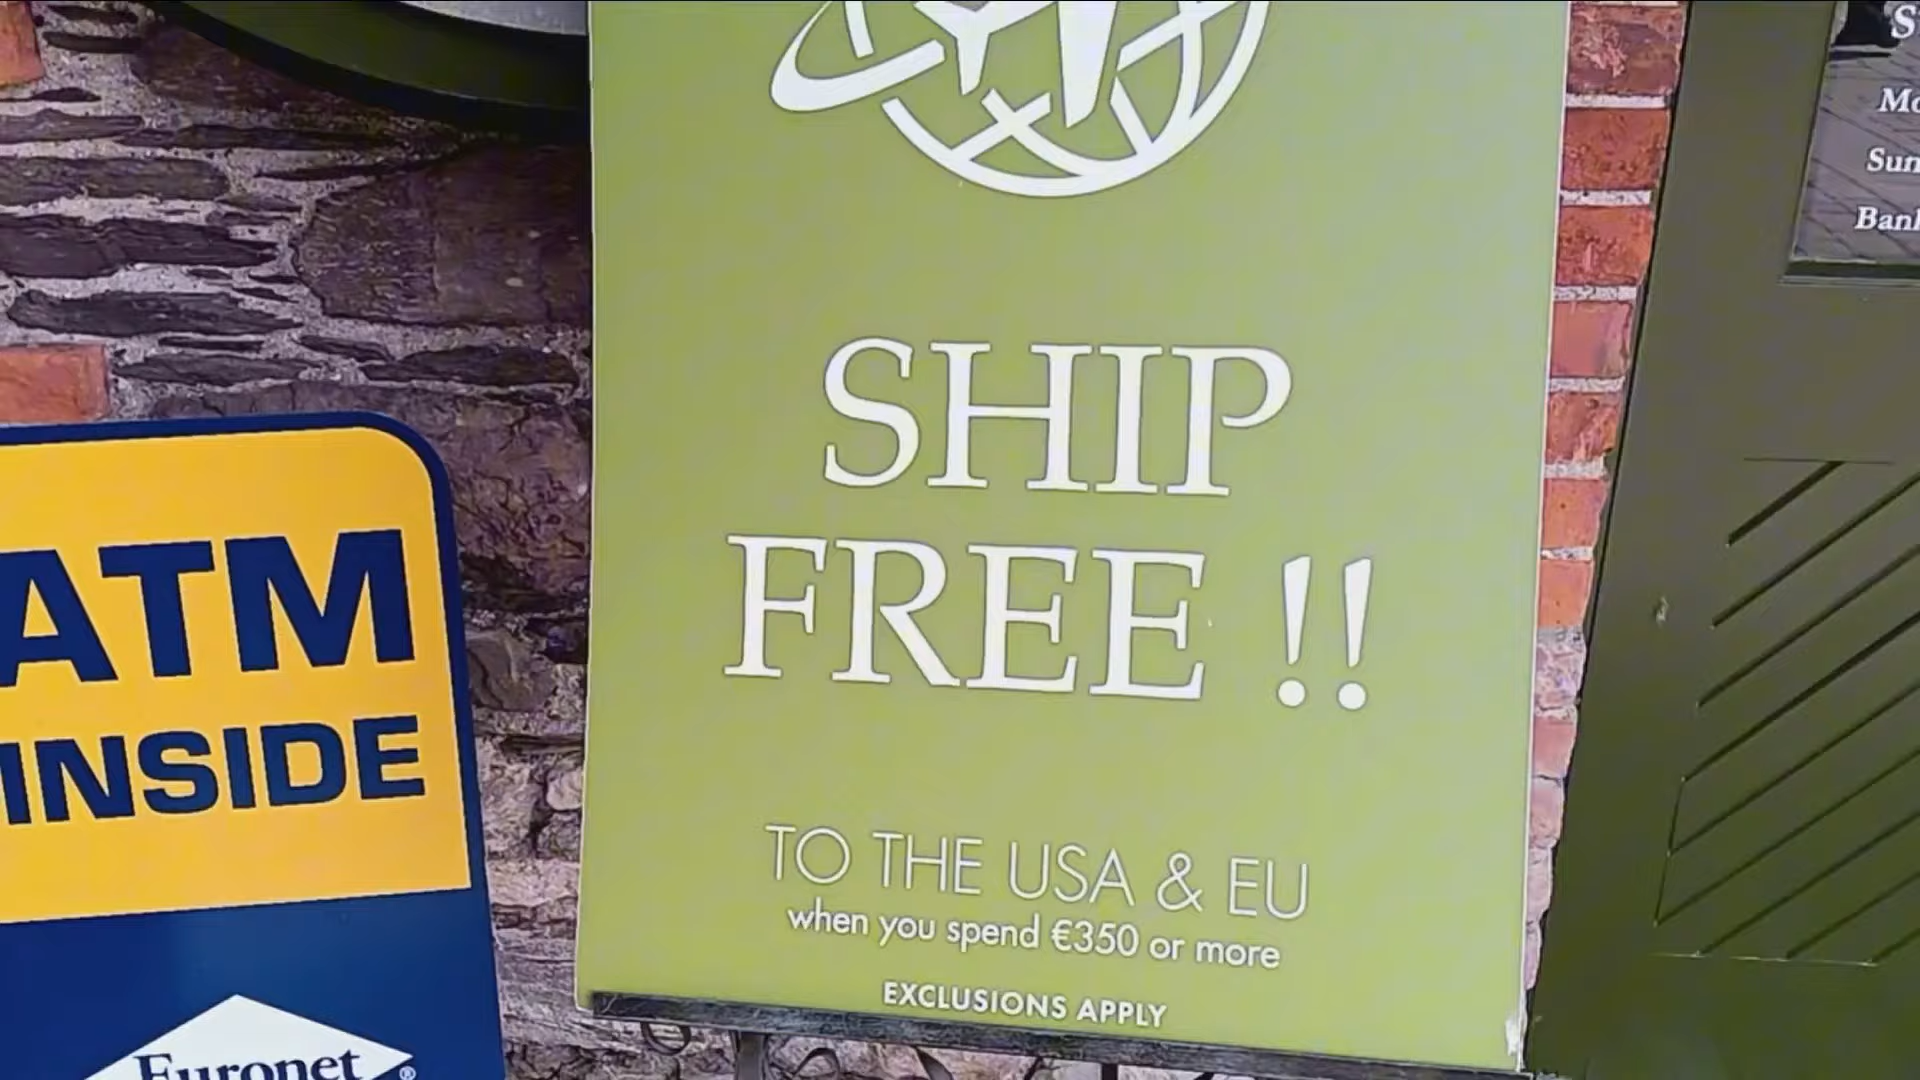 ATM
INSIDE
Euronet
®
SHIP
FREE !!
TO THE USA & EU
when you spend €350 or more
EXCLUSIONS APPLY